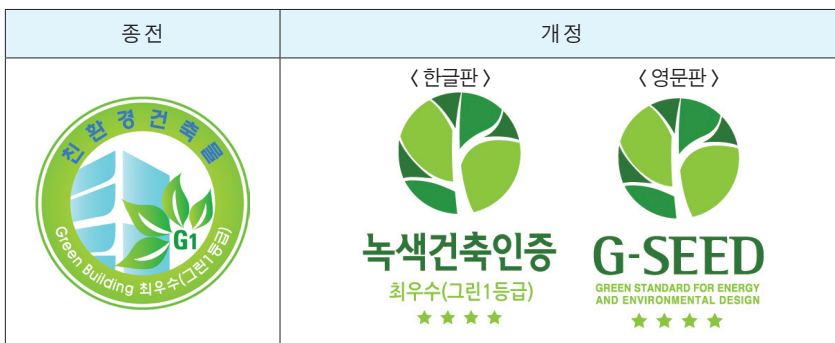 종전
개정
친환경건축물
G1
Green Building 최우수(그린1등급)
〈 한글판 〉
녹색건축인증
최우수(그린1등급)
★ ★ ★ ★
〈 영문판 〉
G-SEED
GREEN STANDARD FOR ENERGY
AND ENVIRONMENTAL DESIGN
★ ★ ★ ★